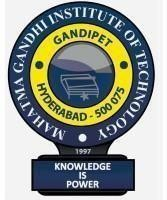 MAHATMA GANDHI INSTITUTE OF TECHNOLOGY
GANDIPET
HYDERABAD - 500 075
1997
KNOWLEDGE
IS
POWER